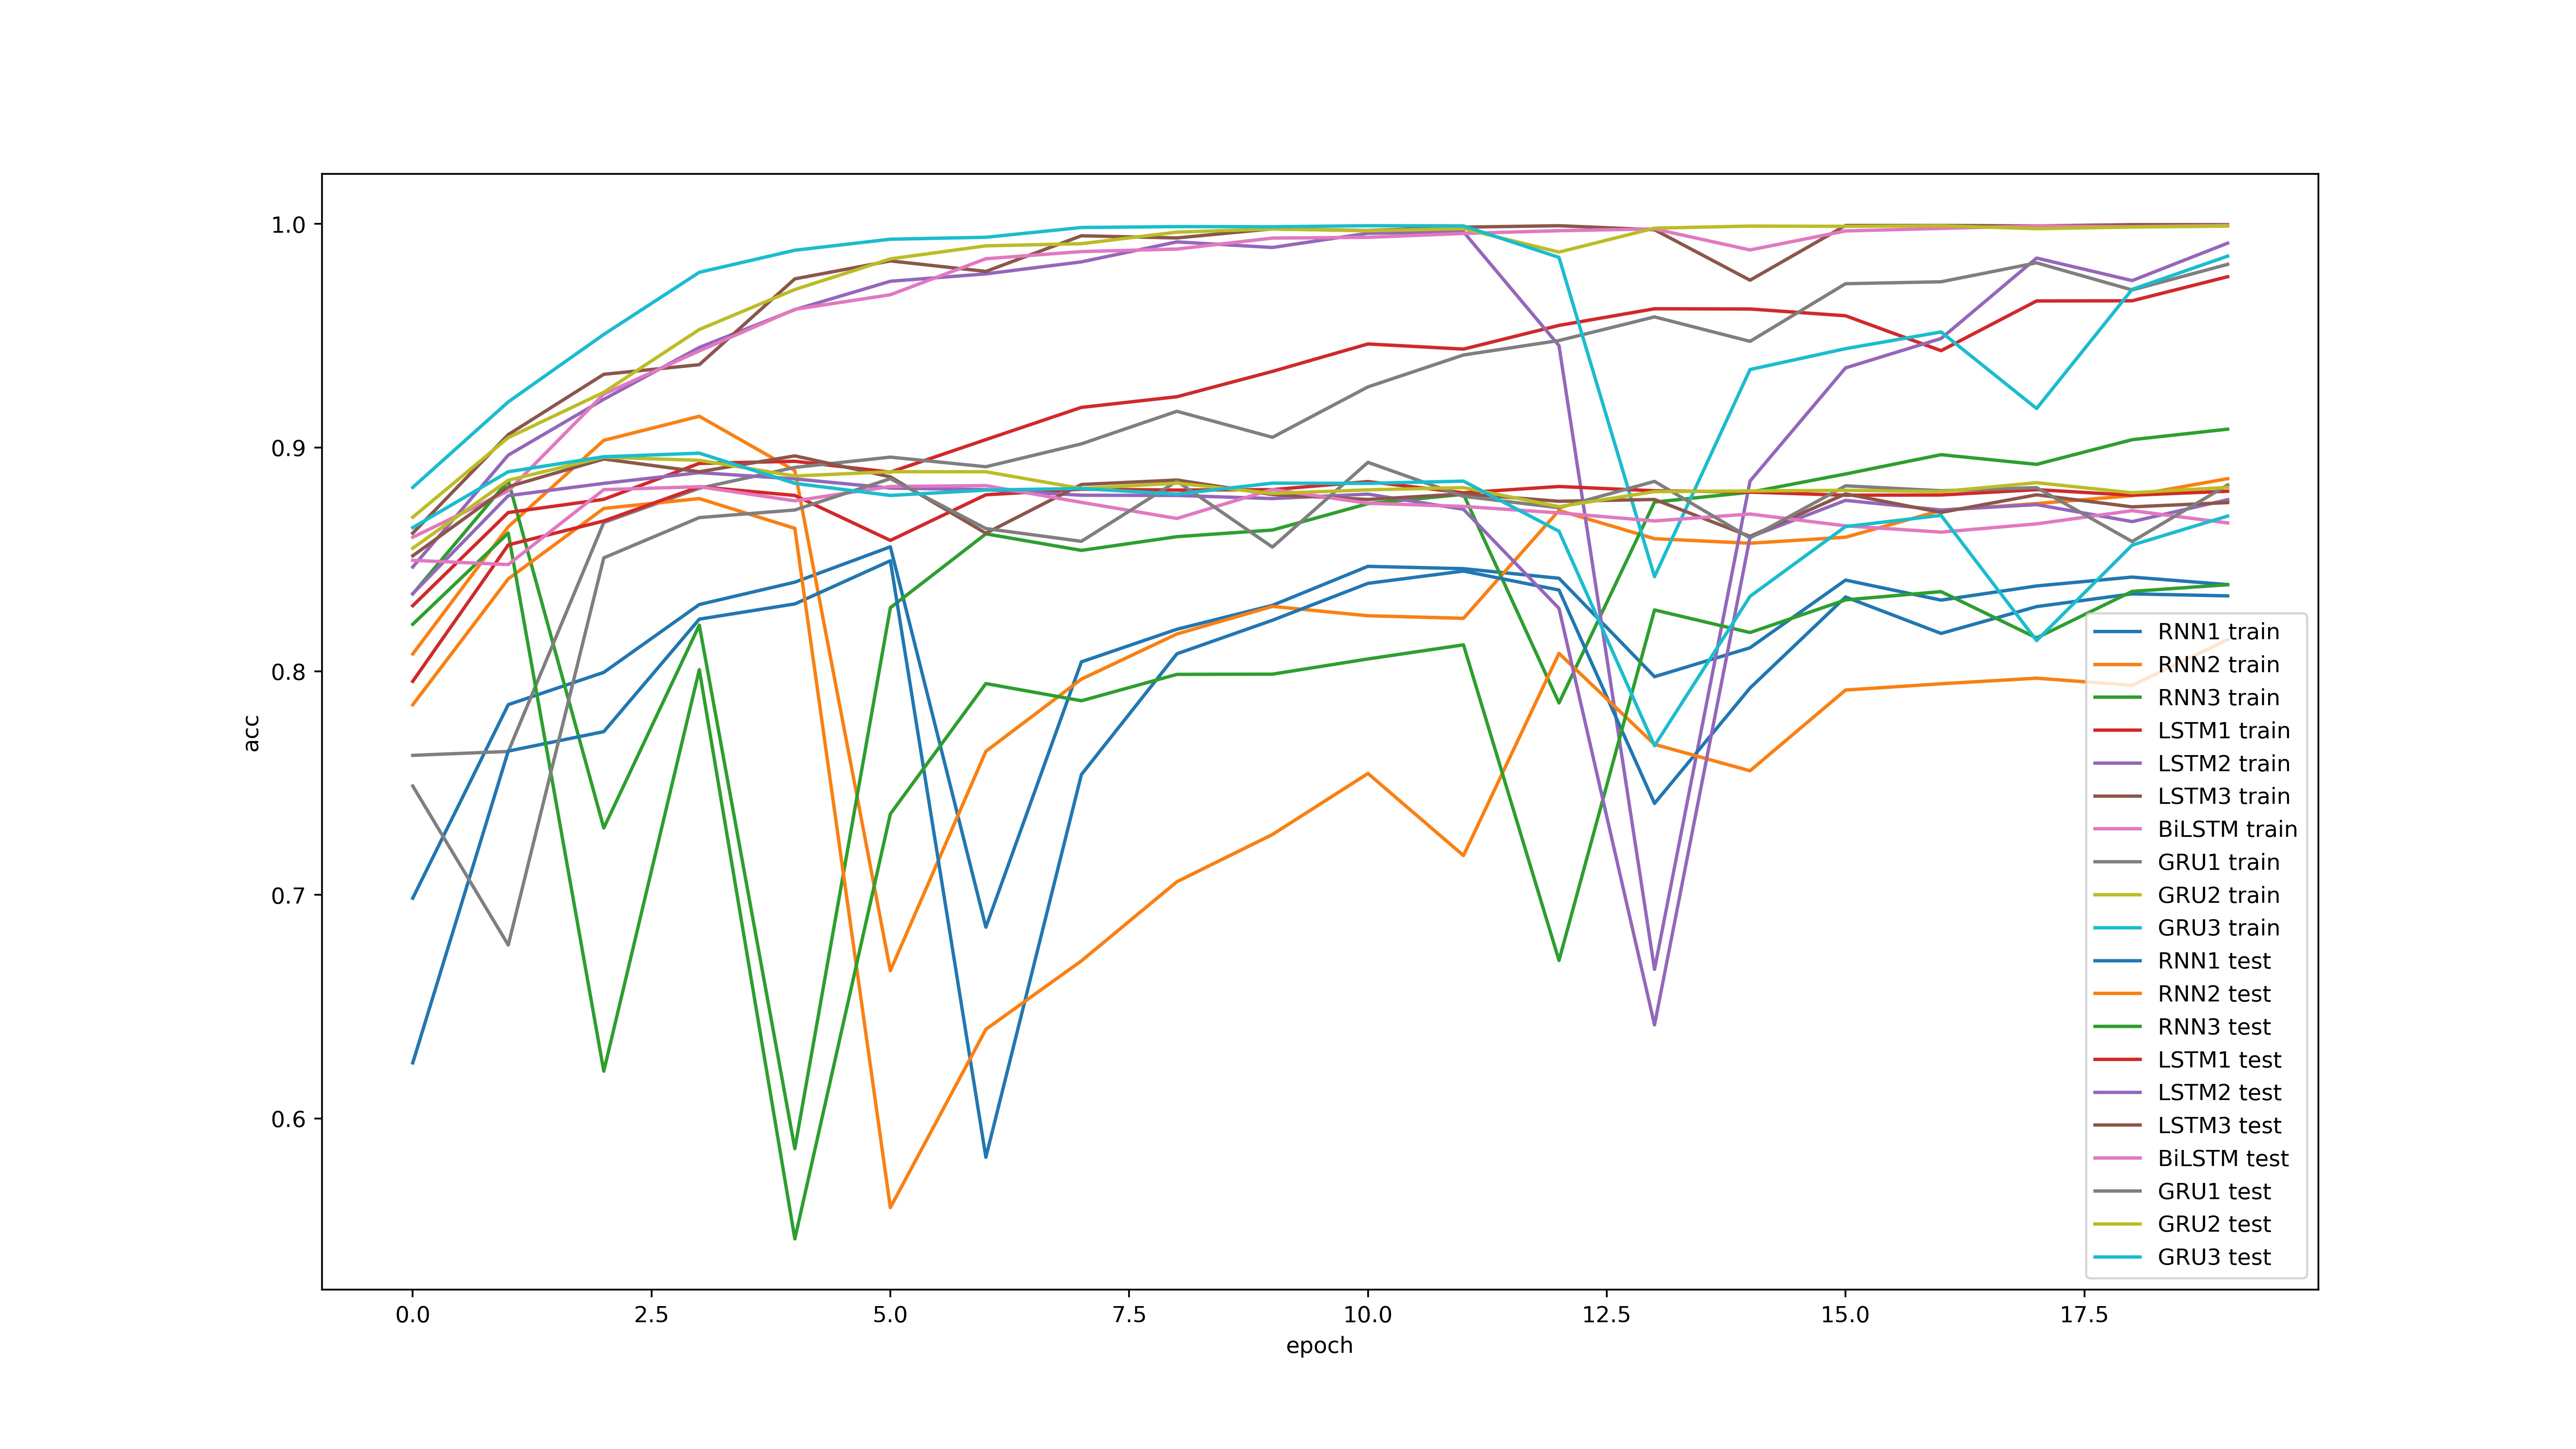 1.0
0.9
0.8
0.7
0.6
acc
0.0 2.5 5.0 7.5 10.0 12.5 15.0 17.5
epoch
RNN1 train
RNN2 train
RNN3 train
LSTM1 train
LSTM2 train
LSTM3 train
BiLSTM train
GRU1 train
GRU2 train
GRU3 train
RNN1 test
RNN2 test
RNN3 test
LSTM1 test
LSTM2 test
LSTM3 test
BiLSTM test
GRU1 test
GRU2 test
GRU3 test